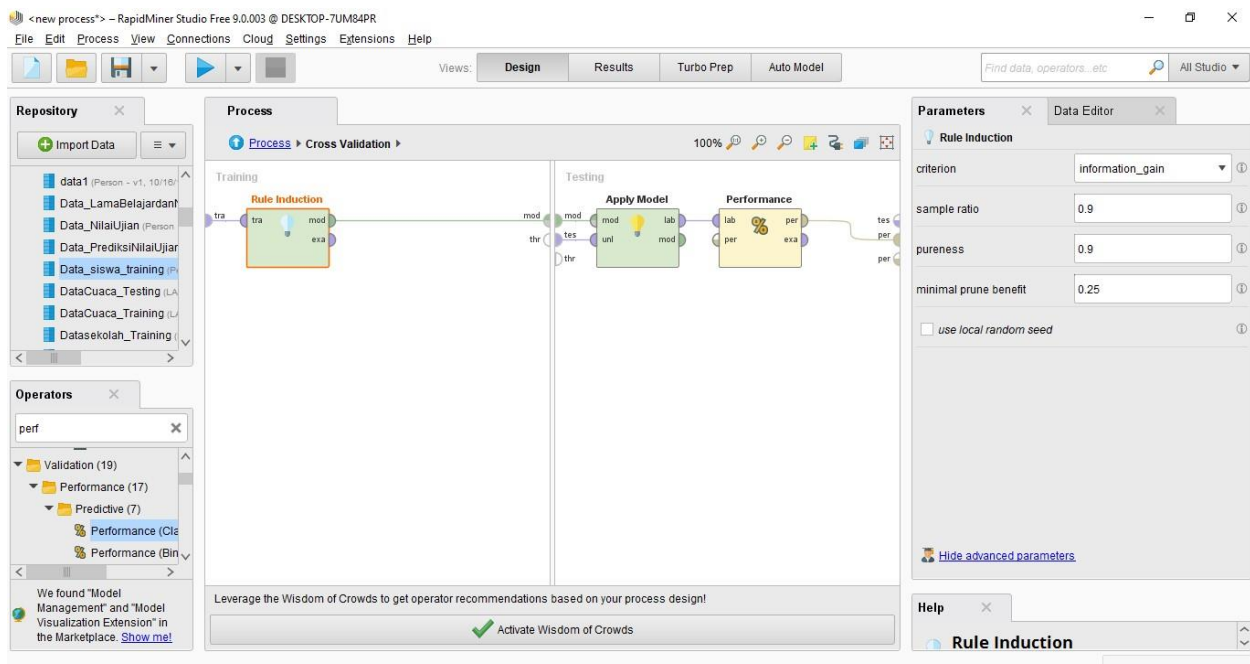 <new process*> – RapidMiner Studio Free 9.0.003 @ DESKTOP-7UM84PR
File Edit Process View Connections Cloud Settings Extensions Help
Views: Design Results Turbo Prep Auto Model
Find data, operators...etc All Studio
Repository
Import Data
data1 (Person - v1, 10/16/
Data_LamaBelajardan
Data_NilaiUjian (Person
Data_PrediksiNilaiUjian
Data_siswa_training
DataCuaca_Testing (LA
DataCuaca_Training
Datasekolah_Training
Operators
perf
Validation (19)
Performance (17)
Predictive (7)
Performance (Cla
Performance (Bin
We found "Model
Management" and "Model
Visualization Extension" in
the Marketplace. Show me!
Process
Process Cross Validation
100%
Training
Rule Induction
tra tra mod mod
exa thr
Testing
Apply Model Performance
mod mod lab lab per tes
tes unl mod per exa per
thr per
Leverage the Wisdom of Crowds to get operator recommendations based on your process design!
Activate Wisdom of Crowds
Parameters Data Editor
Rule Induction
criterion information_gain
sample ratio 0.9
pureness 0.9
minimal prune benefit 0.25
use local random seed
Hide advanced parameters
Help
Rule Induction